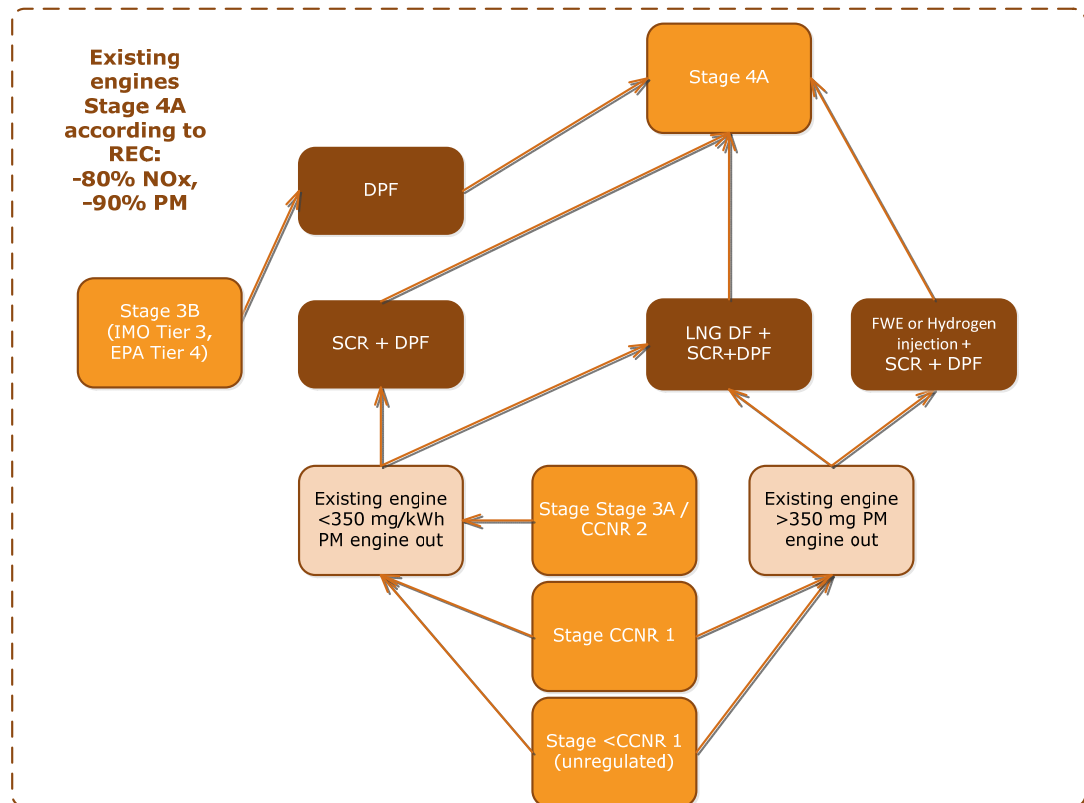 Existing
engines
Stage 4A
according to
REC:
-80% NOx,
-90% PM
Stage 4A
DPF
Stage 3B
(IMO Tier 3,
EPA Tier 4)
SCR + DPF
LNG DF +
SCR+DPF
FWE or Hydrogen
injection +
SCR + DPF
Existing engine
<350 mg/kWh
PM engine out
Stage Stage 3A /
CCNR 2
Existing engine
>350 mg PM
engine out
Stage CCNR 1
Stage <CCNR 1
(unregulated)